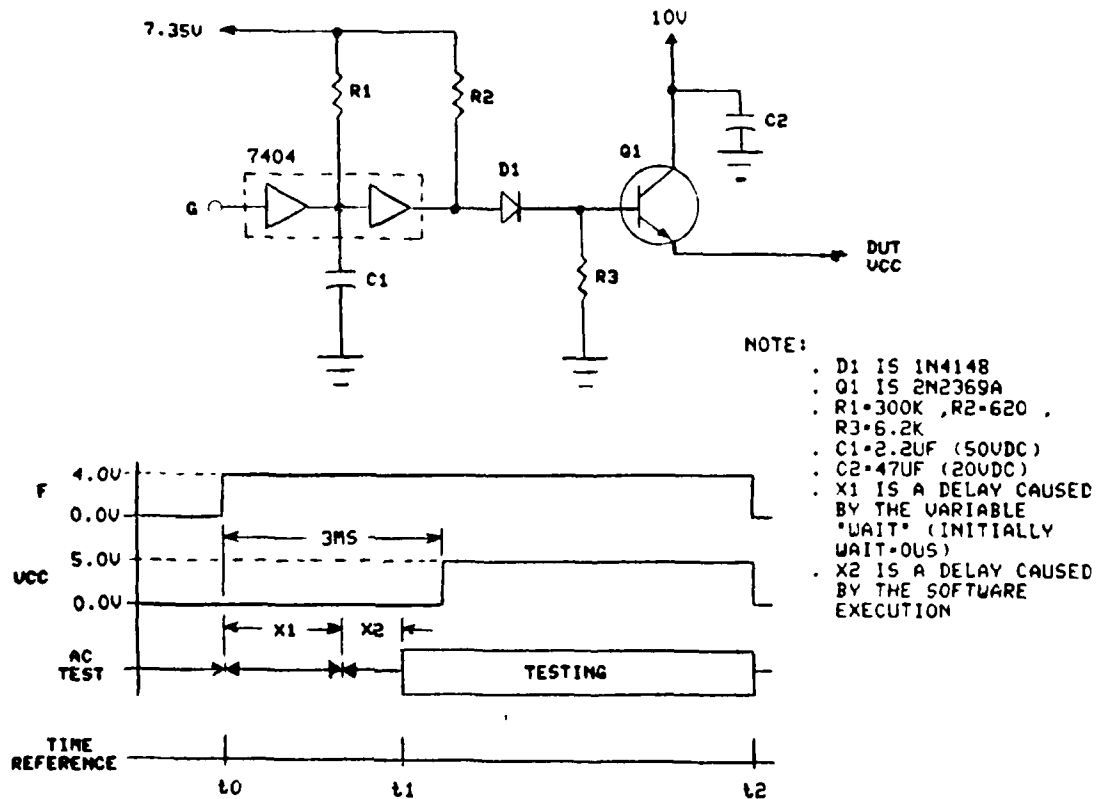 7.35V
10V
R1
R2
C2
7404
D1
Q1
G
C1
R3
DUT
VCC
NOTE:
. D1 IS 1N4148
. Q1 IS 2N2369A
. R1=300K ,R2=620 ,
R3=6.2K
. C1=2.2UF (50VDC)
. C2=47UF (20VDC)
. X1 IS A DELAY CAUSED
BY THE VARIABLE
"WAIT" (INITIALLY
WAIT=0US)
. X2 IS A DELAY CAUSED
BY THE SOFTWARE
EXECUTION
F
4.0V
0.0V
3MS
VCC
5.0V
0.0V
X1
X2
AC
TEST
TESTING
TIME
REFERENCE
t0
t1
t2